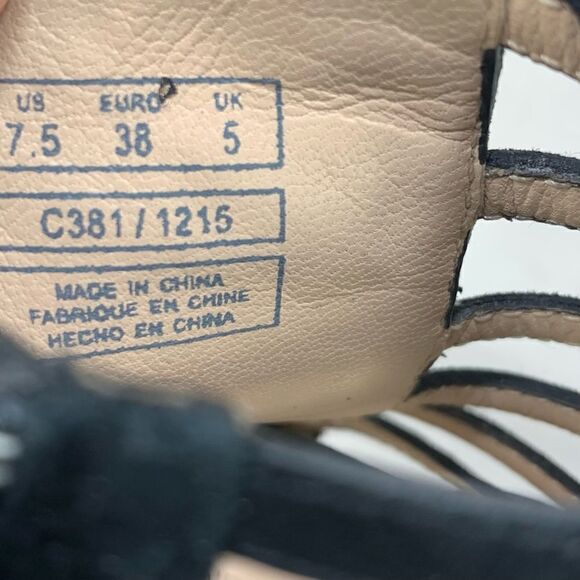 US EURO UK
7.5 38 5
C381 / 1215
MADE IN CHINA
FABRIQUE EN CHINE
HECHO EN CHINA